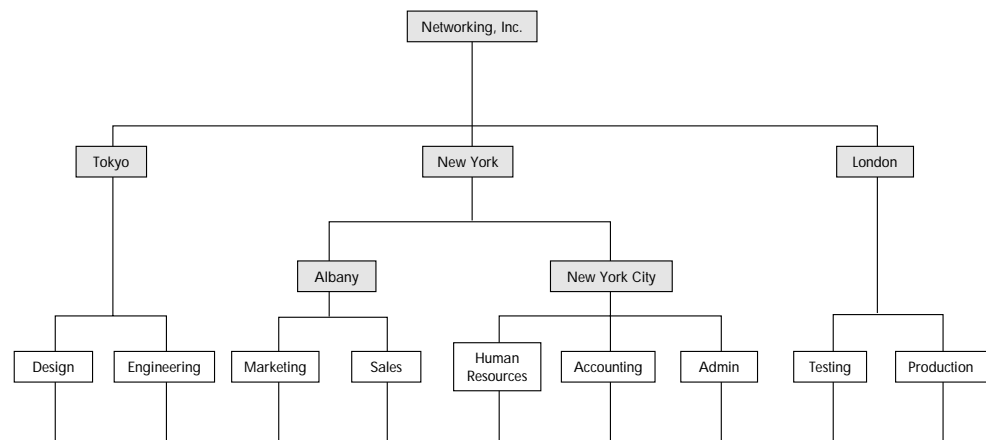 Networking, Inc.
Tokyo
New York
London
Albany
New York City
Design
Engineering
Marketing
Sales
Human
Resources
Accounting
Admin
Testing
Production